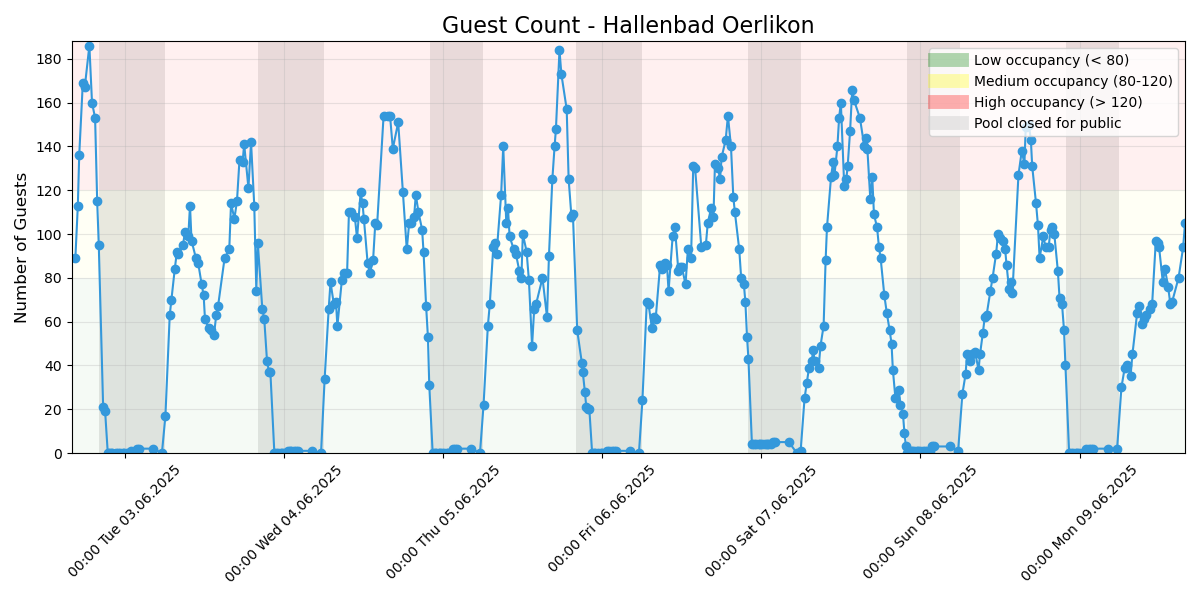 Guest Count - Hallenbad Oerlikon
Low occupancy (< 80)
Medium occupancy (80-120)
High occupancy (> 120)
Pool closed for public
Number of Guests
180
160
140
120
100
80
60
40
20
0
00:00 Tue 03.06.2025
00:00 Wed 04.06.2025
00:00 Thu 05.06.2025
00:00 Fri 06.06.2025
00:00 Sat 07.06.2025
00:00 Sun 08.06.2025
00:00 Mon 09.06.2025